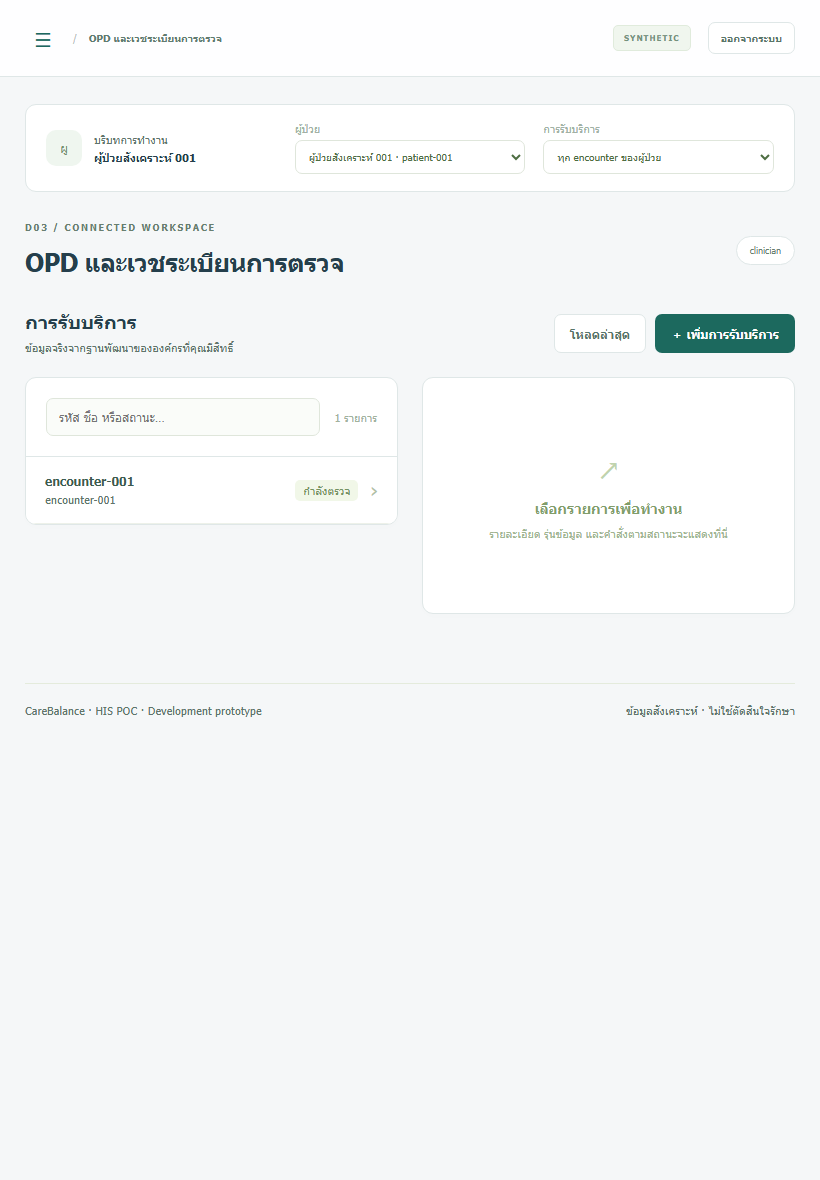 / OPD และเวชระเบียนการตรวจ
SYNTHETIC
ออกจากระบบ
ผู
บริบทการทำงาน
ผู้ป่วยสังเคราะห์ 001
ผู้ป่วย
ผู้ป่วยสังเคราะห์ 001 · patient-001
การรับบริการ
ทุก encounter ของผู้ป่วย
D03 / CONNECTED WORKSPACE
OPD และเวชระเบียนการตรวจ
clinician
การรับบริการ
ข้อมูลจริงจากฐานพัฒนาขององค์กรที่คุณมีสิทธิ์
โหลดล่าสุด
+ เพิ่มการรับบริการ
รหัส ชื่อ หรือสถานะ...
1 รายการ
encounter-001
encounter-001
กำลังตรวจ
เลือกรายการเพื่อทำงาน
รายละเอียด รุ่นข้อมูล และคำสั่งตามสถานะจะแสดงที่นี่
CareBalance · HIS POC · Development prototype
ข้อมูลสังเคราะห์ · ไม่ใช้ตัดสินใจรักษา